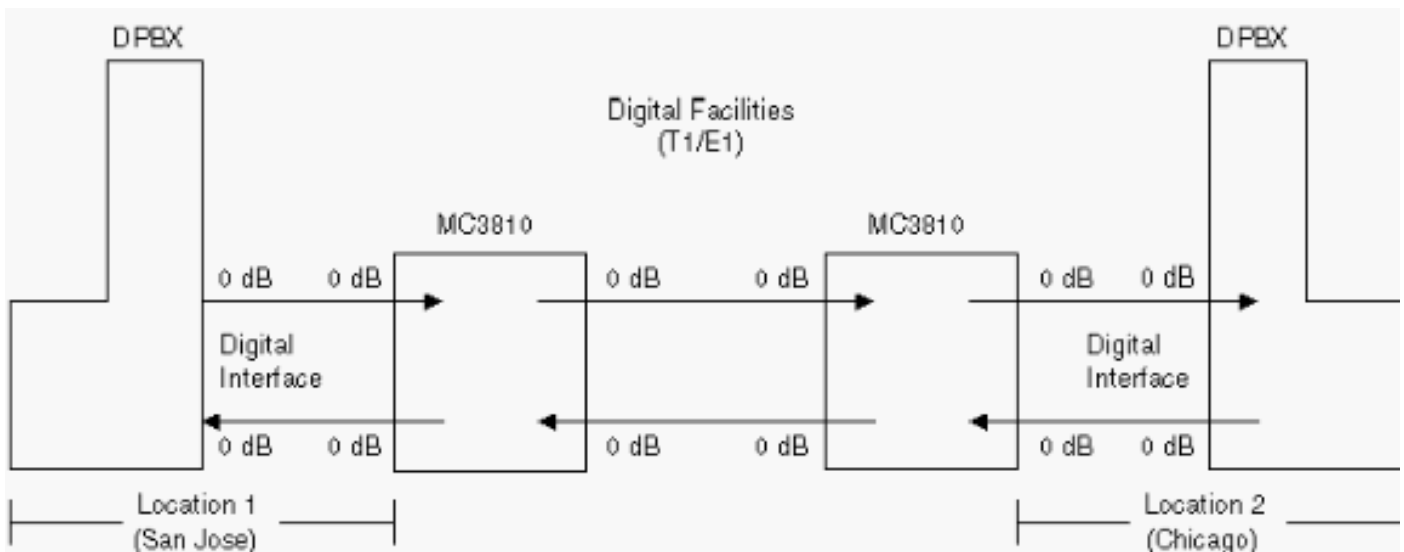 DPBX
DPBX
Digital Facilities
(T1/E1)
MC3810
MC3810
0 dB 0 dB 0 dB 0 dB 0 dB 0 dB
Digital
Interface
Digital
Interface
0 dB 0 dB 0 dB 0 dB 0 dB 0 dB
Location 1
(San Jose)
Location 2
(Chicago)